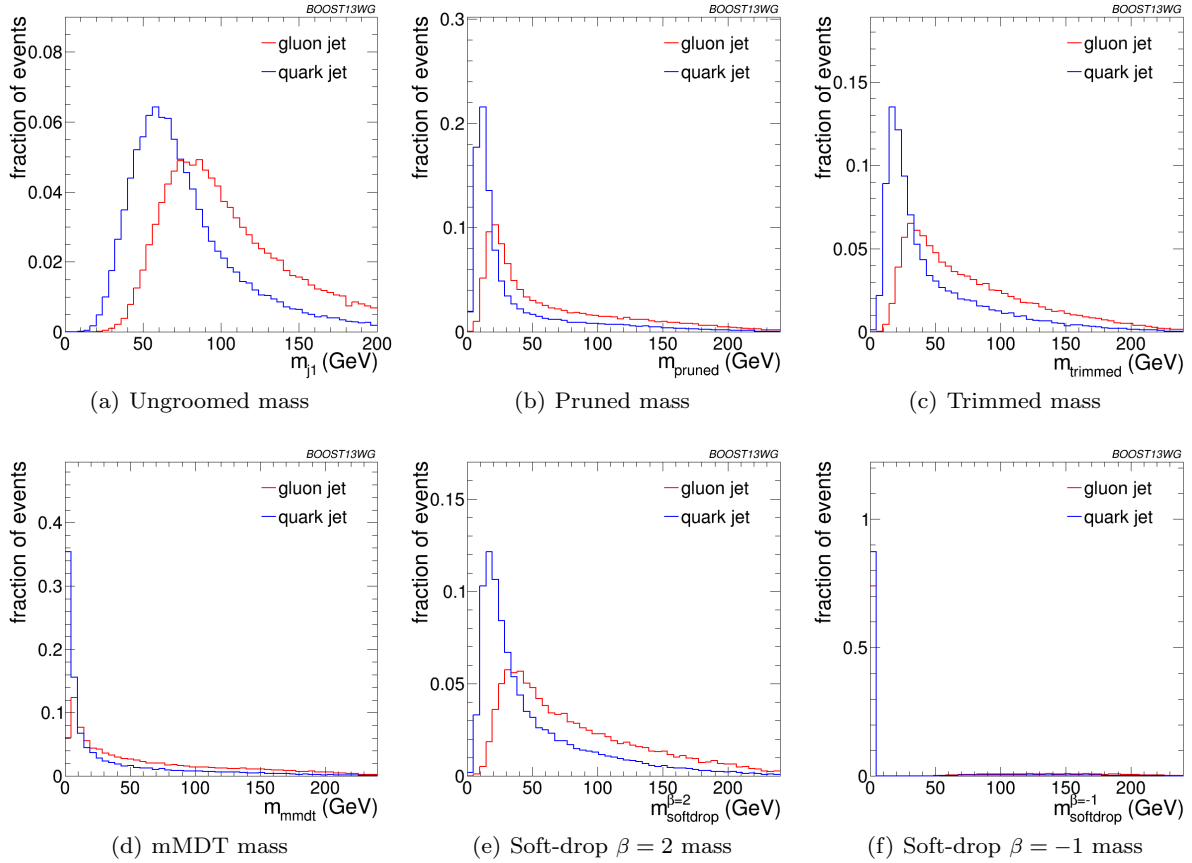 BOOST13WG
fraction of events
0.08
0.06
0.04
0.02
0
gluon jet
quark jet
0 50 100 150 200
m_j1 (GeV)
(a) Ungroomed mass
BOOST13WG
fraction of events
0.3
0.2
0.1
0
gluon jet
quark jet
0 50 100 150 200
m_pruned (GeV)
(b) Pruned mass
BOOST13WG
fraction of events
0.15
0.1
0.05
0
gluon jet
quark jet
0 50 100 150 200
m_trimmed (GeV)
(c) Trimmed mass
BOOST13WG
fraction of events
0.4
0.3
0.2
0.1
0
gluon jet
quark jet
0 50 100 150 200
m_mmdt (GeV)
(d) mMDT mass
BOOST13WG
fraction of events
0.15
0.1
0.05
0
gluon jet
quark jet
0 50 100 150 200
m^β=2_softdrop (GeV)
(e) Soft-drop β = 2 mass
BOOST13WG
fraction of events
1
0.5
0
gluon jet
quark jet
0 50 100 150 200
m^β=-1_softdrop (GeV)
(f) Soft-drop β = −1 mass